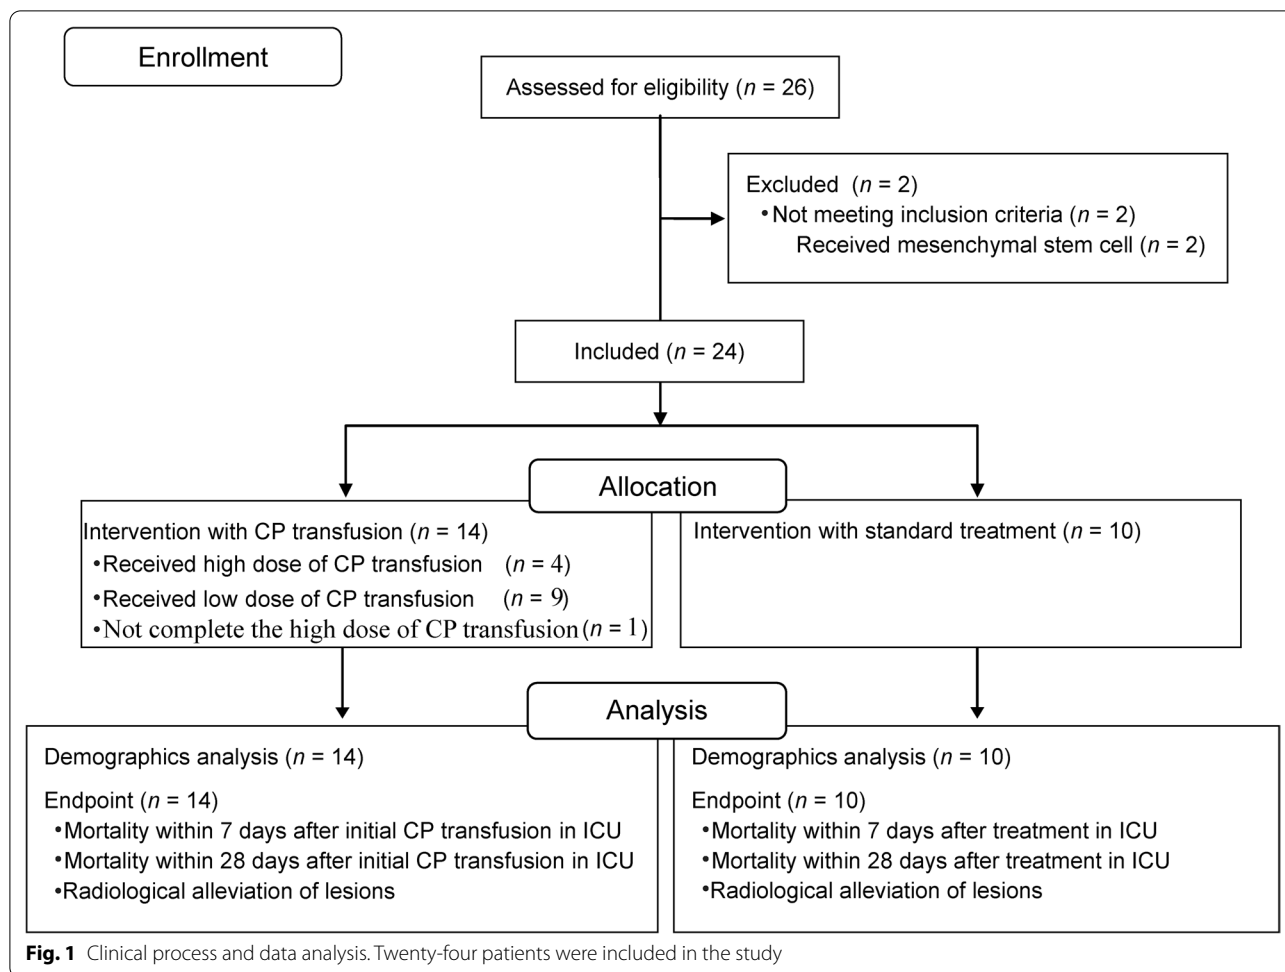 Enrollment
Assessed for eligibility (n = 26)
Excluded (n = 2)
•Not meeting inclusion criteria (n = 2)
Received mesenchymal stem cell (n = 2)
Included (n = 24)
Allocation
Intervention with CP transfusion (n = 14)
•Received high dose of CP transfusion (n = 4)
•Received low dose of CP transfusion (n = 9)
•Not complete the high dose of CP transfusion (n = 1)
Intervention with standard treatment (n = 10)
Analysis
Demographics analysis (n = 14)
Endpoint (n = 14)
•Mortality within 7 days after initial CP transfusion in ICU
•Mortality within 28 days after initial CP transfusion in ICU
•Radiological alleviation of lesions
Demographics analysis (n = 10)
Endpoint (n = 10)
•Mortality within 7 days after treatment in ICU
•Mortality within 28 days after treatment in ICU
•Radiological alleviation of lesions
Fig. 1 Clinical process and data analysis. Twenty-four patients were included in the study